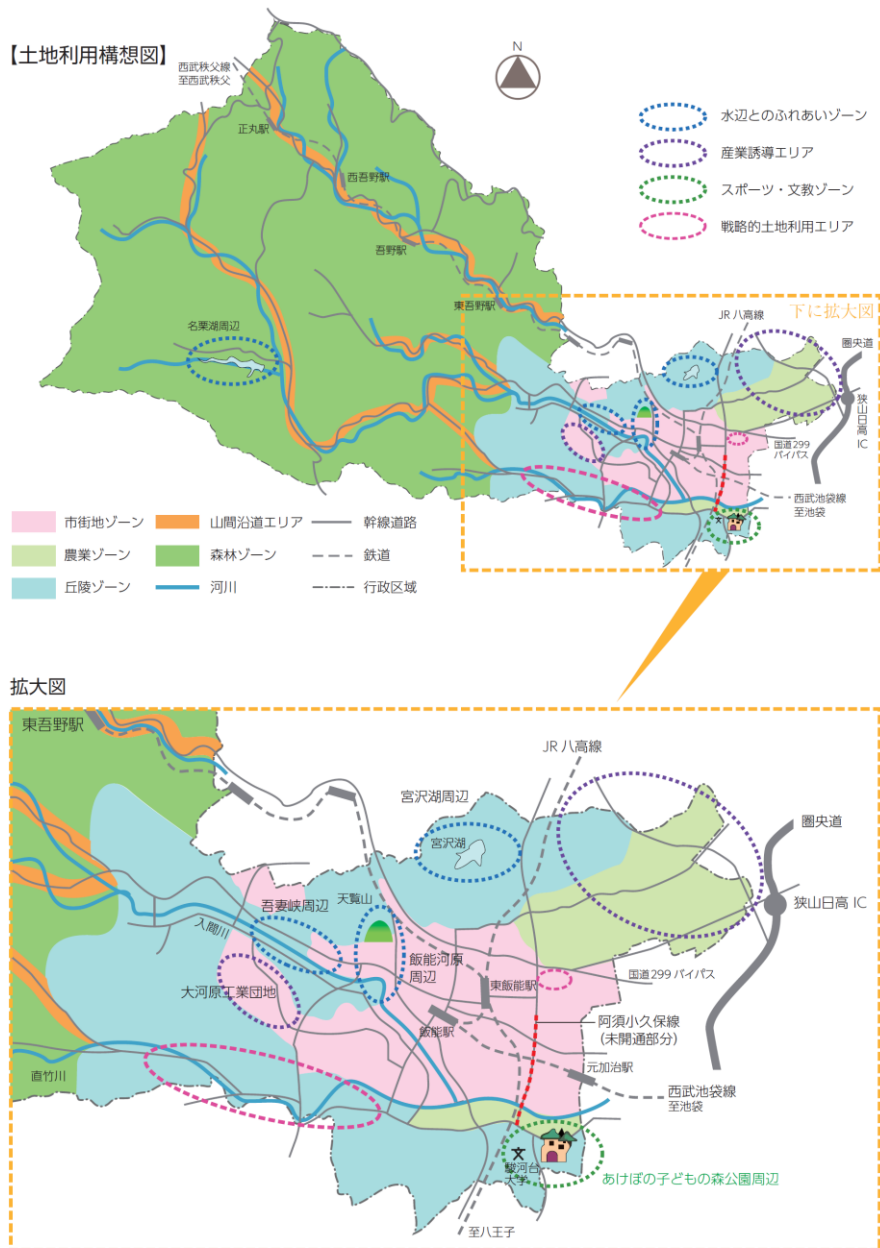 【土地利用構想図】
西武秩父線
至西武秩父
N
正丸駅
西吾野駅
吾野駅
東吾野駅
名栗湖周辺
水辺とのふれあいゾーン
産業誘導エリア
スポーツ・文教ゾーン
戦略的土地利用エリア
下に拡大図
JR 八高線
圏央道
狭山日高 IC
国道299
バイパス
西武池袋線
至池袋
文
市街地ゾーン
山間沿道エリア
幹線道路
農業ゾーン
森林ゾーン
鉄道
丘陵ゾーン
河川
行政区域
拡大図
東吾野駅
JR 八高線
宮沢湖周辺
宮沢湖
圏央道
狭山日高 IC
天覧山
吾妻峡周辺
入間川
飯能河原
周辺
大河原工業団地
東飯能駅
国道299 バイパス
飯能駅
阿須小久保線
(未開通部分)
元加治駅
直竹川
西武池袋線
至池袋
文
駿河台
大学
あけぼの子どもの森公園周辺
至八王子